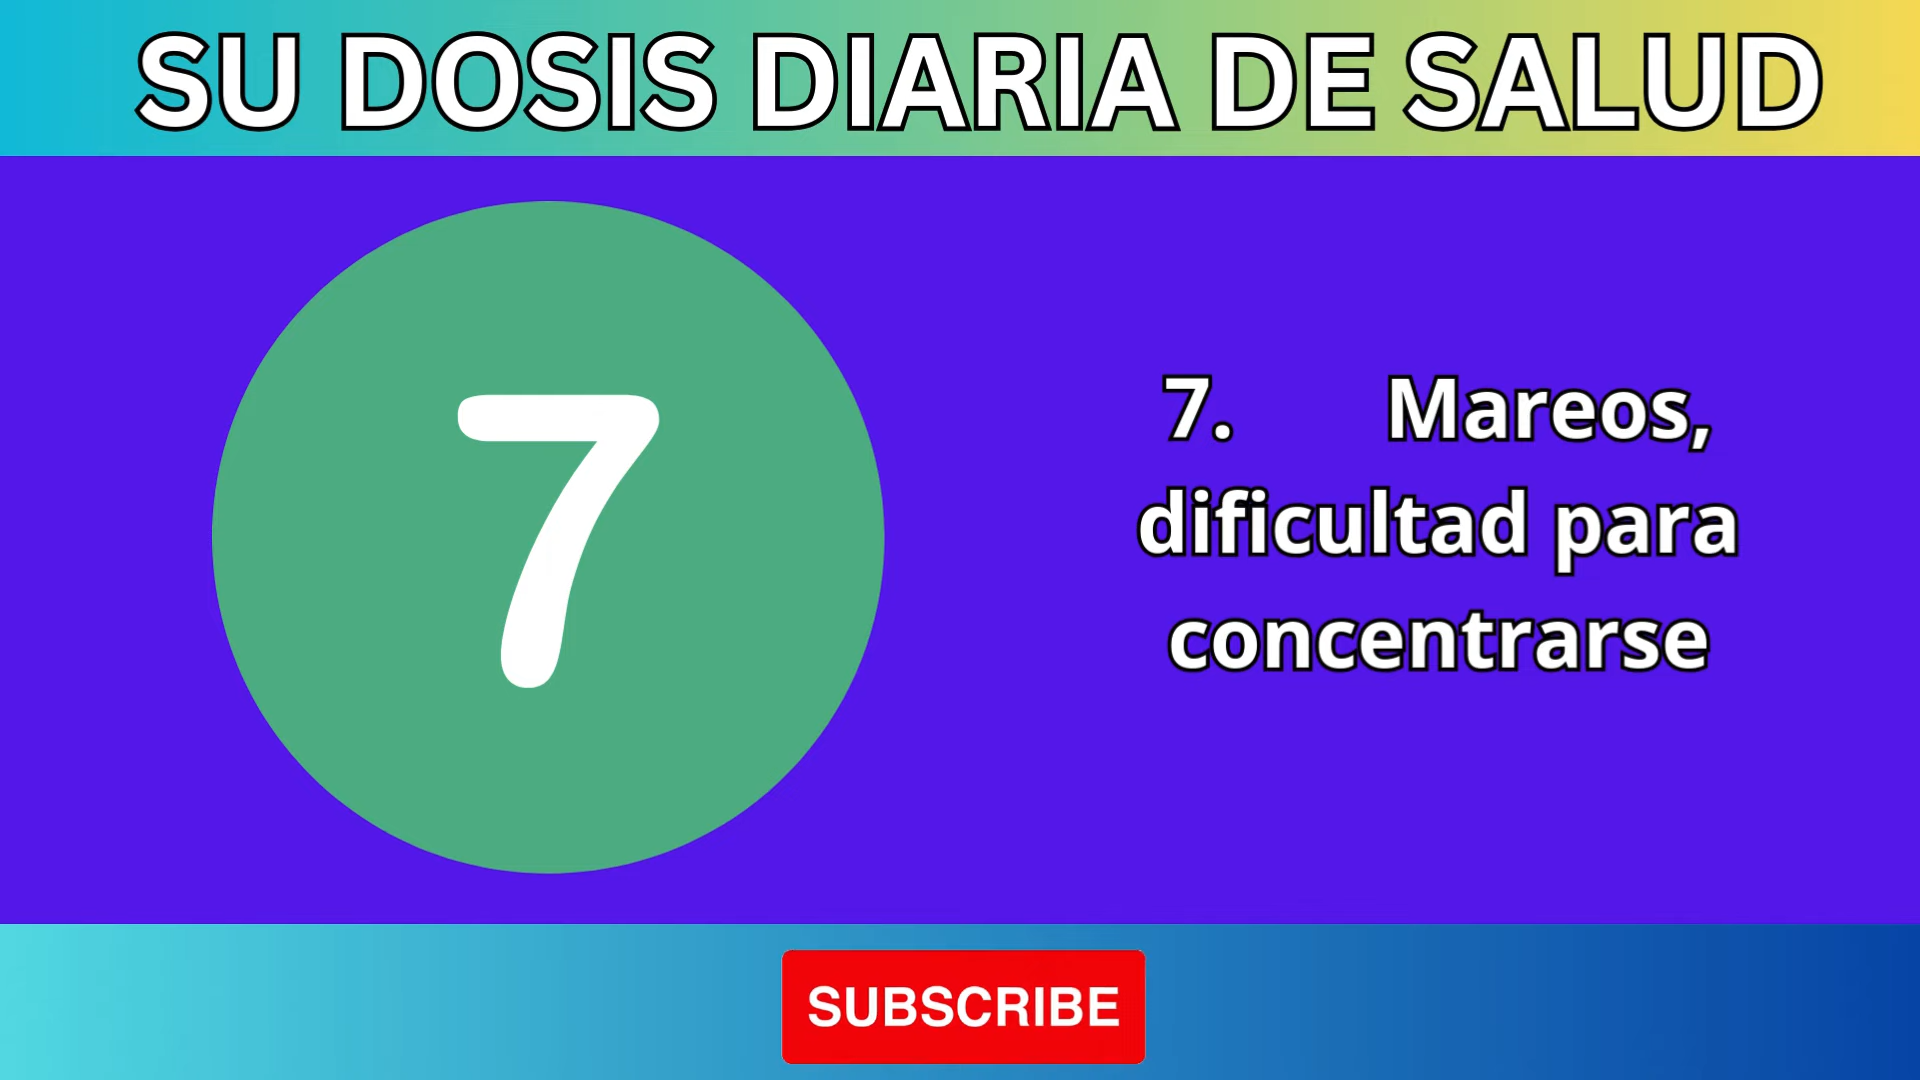 SU DOSIS DIARIA DE SALUD
7
7. Mareos,
dificultad para
concentrarse
SUBSCRIBE